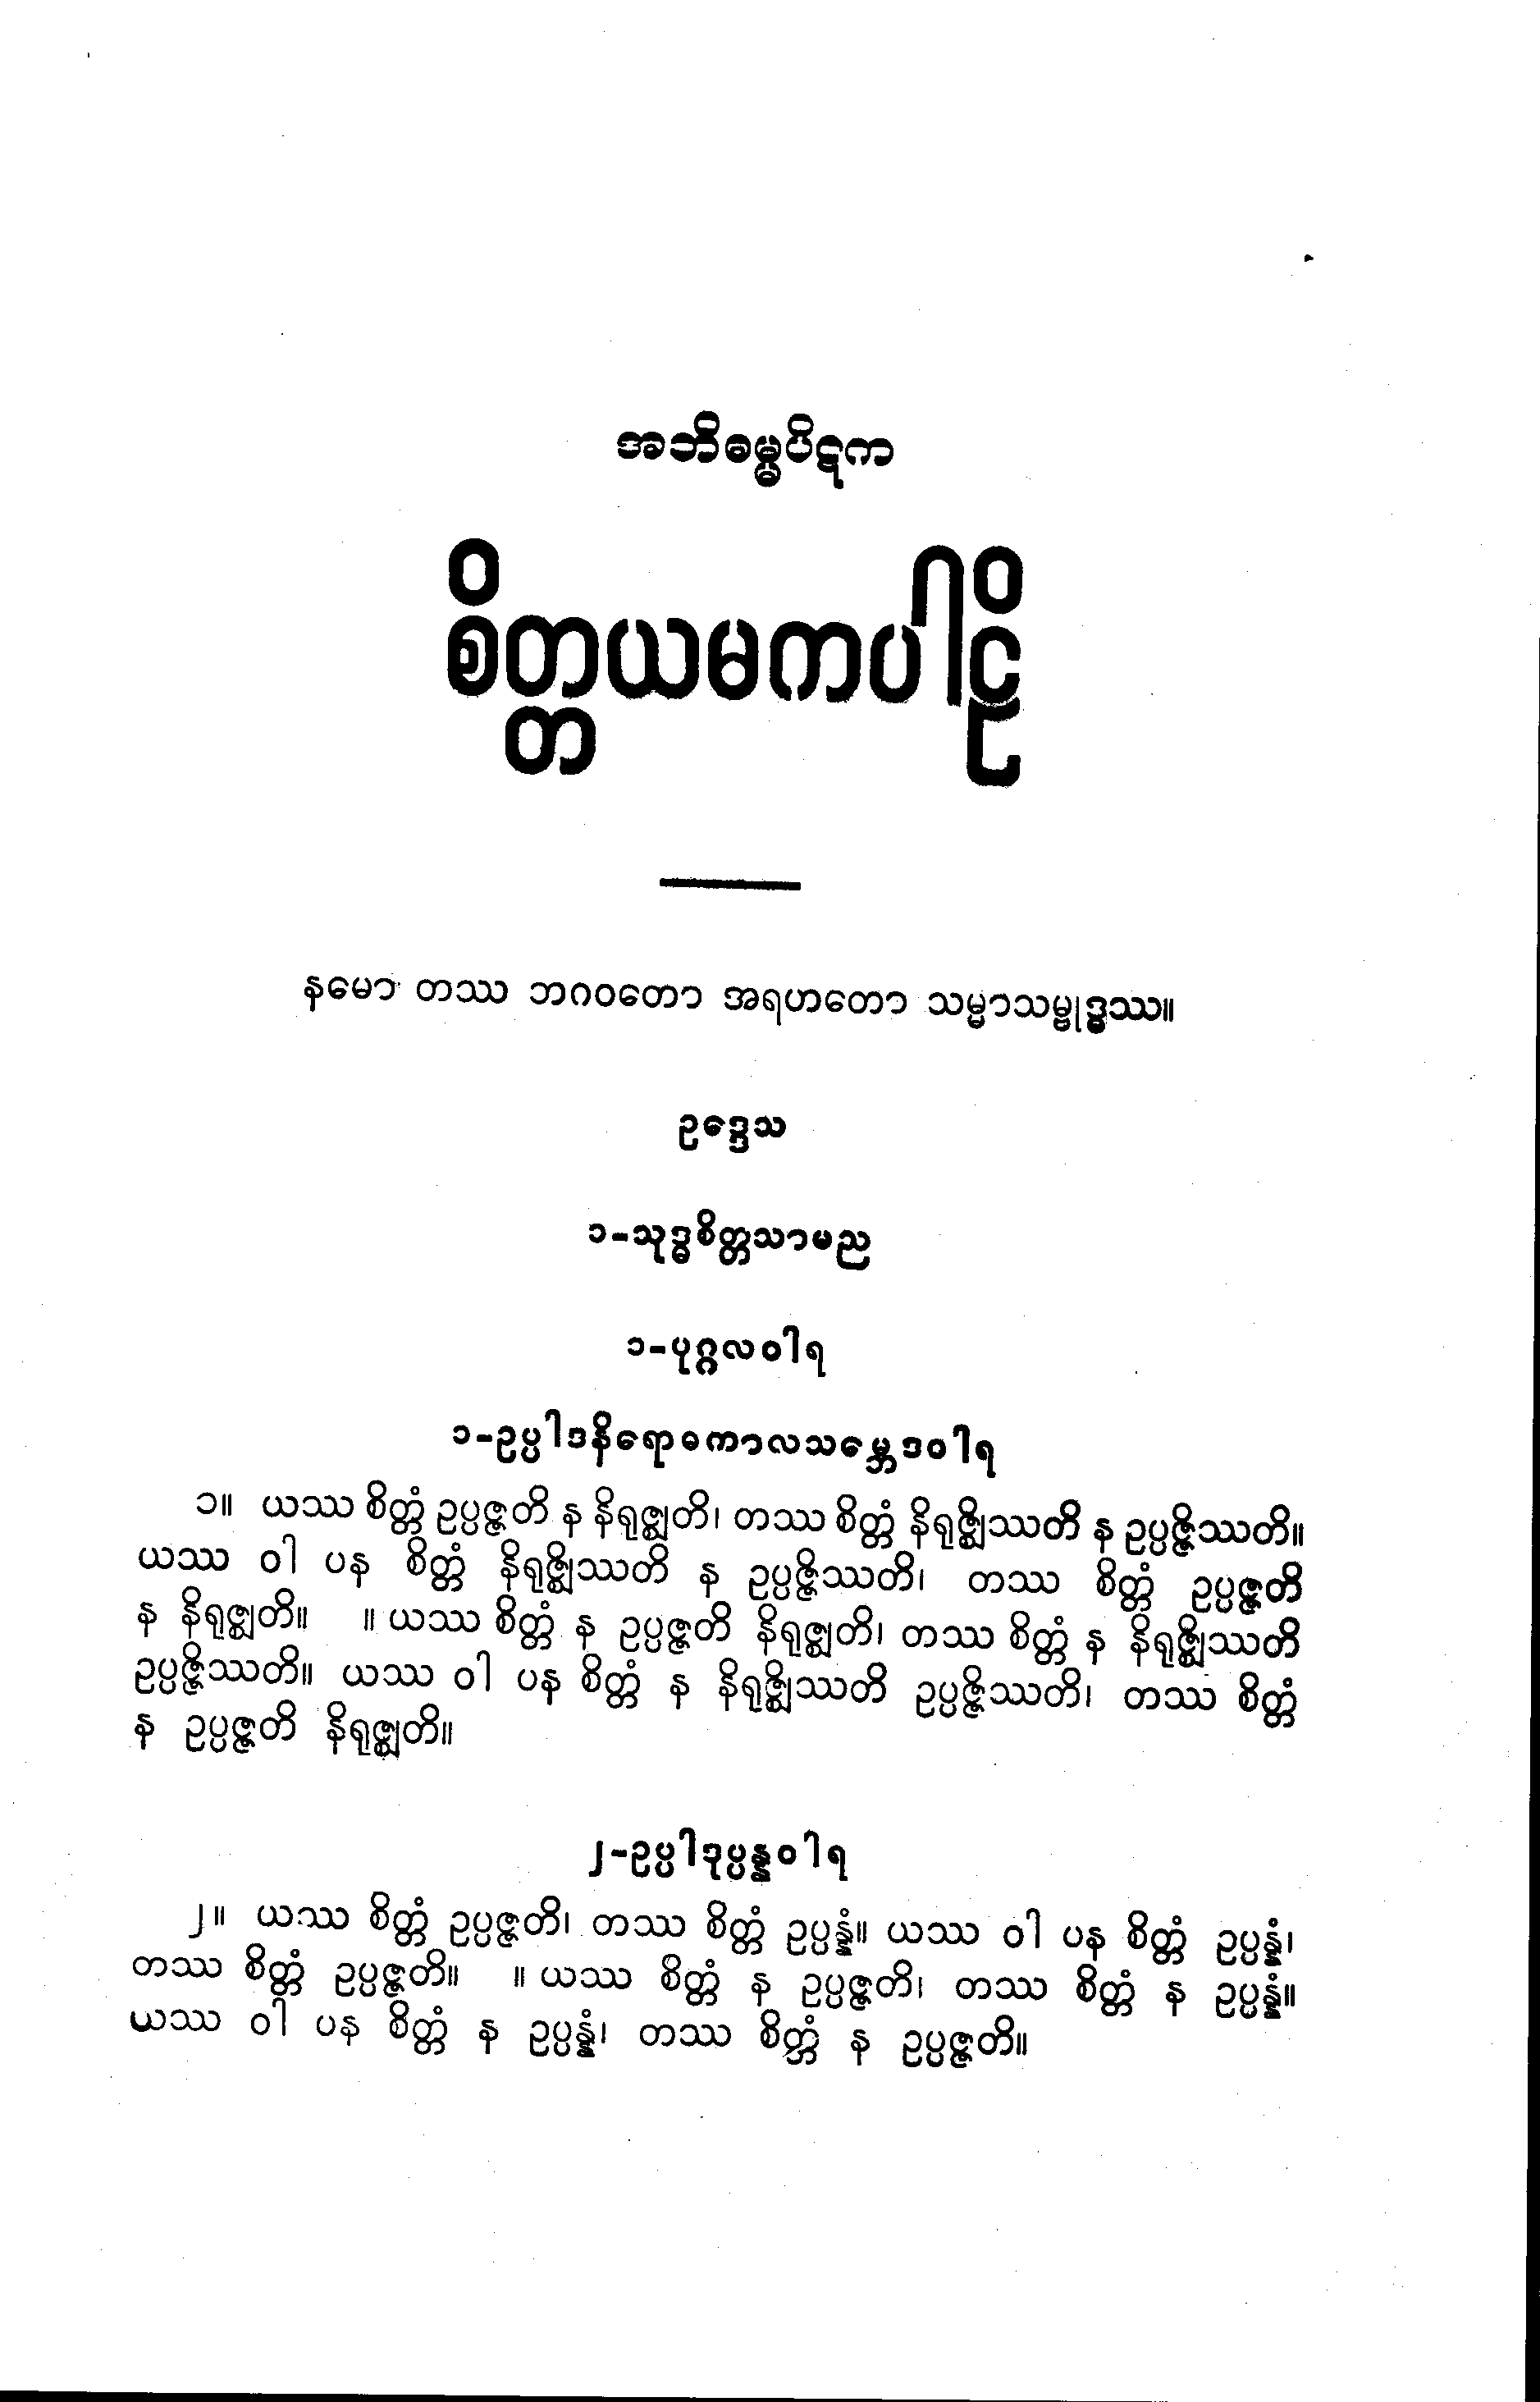 အဘိဓမ္မပိဋက
စိတ္တယမကပါဠိ
နမော တဿ ဘဂဝတော အရဟတော သမ္မာသမ္ဗုဒ္ဓဿ။
ဥဒ္ဒေသ
၁-သုဒ္ဓစိတ္တသာမည
၁-ပုဂ္ဂလဝါရ
၁-ဥပ္ပါဒနိရောဓကာလသမ္ဘေဒဝါရ
၁။ ယဿ စိတ္တံ ဥပ္ပဇ္ဇတိ န နိရုဇ္ဈတိ၊ တဿ စိတ္တံ နိရုဇ္ဈိဿတိ န ဥပ္ပဇ္ဇိဿတိ။
ယဿ ဝါ ပန စိတ္တံ နိရုဇ္ဈိဿတိ န ဥပ္ပဇ္ဇိဿတိ၊ တဿ စိတ္တံ ဥပ္ပဇ္ဇတိ
န နိရုဇ္ဈတိ။ ။ ယဿ စိတ္တံ န ဥပ္ပဇ္ဇတိ နိရုဇ္ဈတိ၊ တဿ စိတ္တံ န နိရုဇ္ဈိဿတိ
ဥပ္ပဇ္ဇိဿတိ။ ယဿ ဝါ ပန စိတ္တံ န နိရုဇ္ဈိဿတိ ဥပ္ပဇ္ဇိဿတိ၊ တဿ စိတ္တံ
န ဥပ္ပဇ္ဇတိ နိရုဇ္ဈတိ။
၂-ဥပ္ပါဒုပ္ပန္နဝါရ
၂။ ယဿ စိတ္တံ ဥပ္ပဇ္ဇတိ၊ တဿ စိတ္တံ ဥပ္ပန္နံ။ ယဿ ဝါ ပန စိတ္တံ ဥပ္ပန္နံ၊
တဿ စိတ္တံ ဥပ္ပဇ္ဇတိ။ ။ ယဿ စိတ္တံ န ဥပ္ပဇ္ဇတိ၊ တဿ စိတ္တံ န ဥပ္ပန္နံ။
ယဿ ဝါ ပန စိတ္တံ န ဥပ္ပန္နံ၊ တဿ စိတ္တံ န ဥပ္ပဇ္ဇတိ။